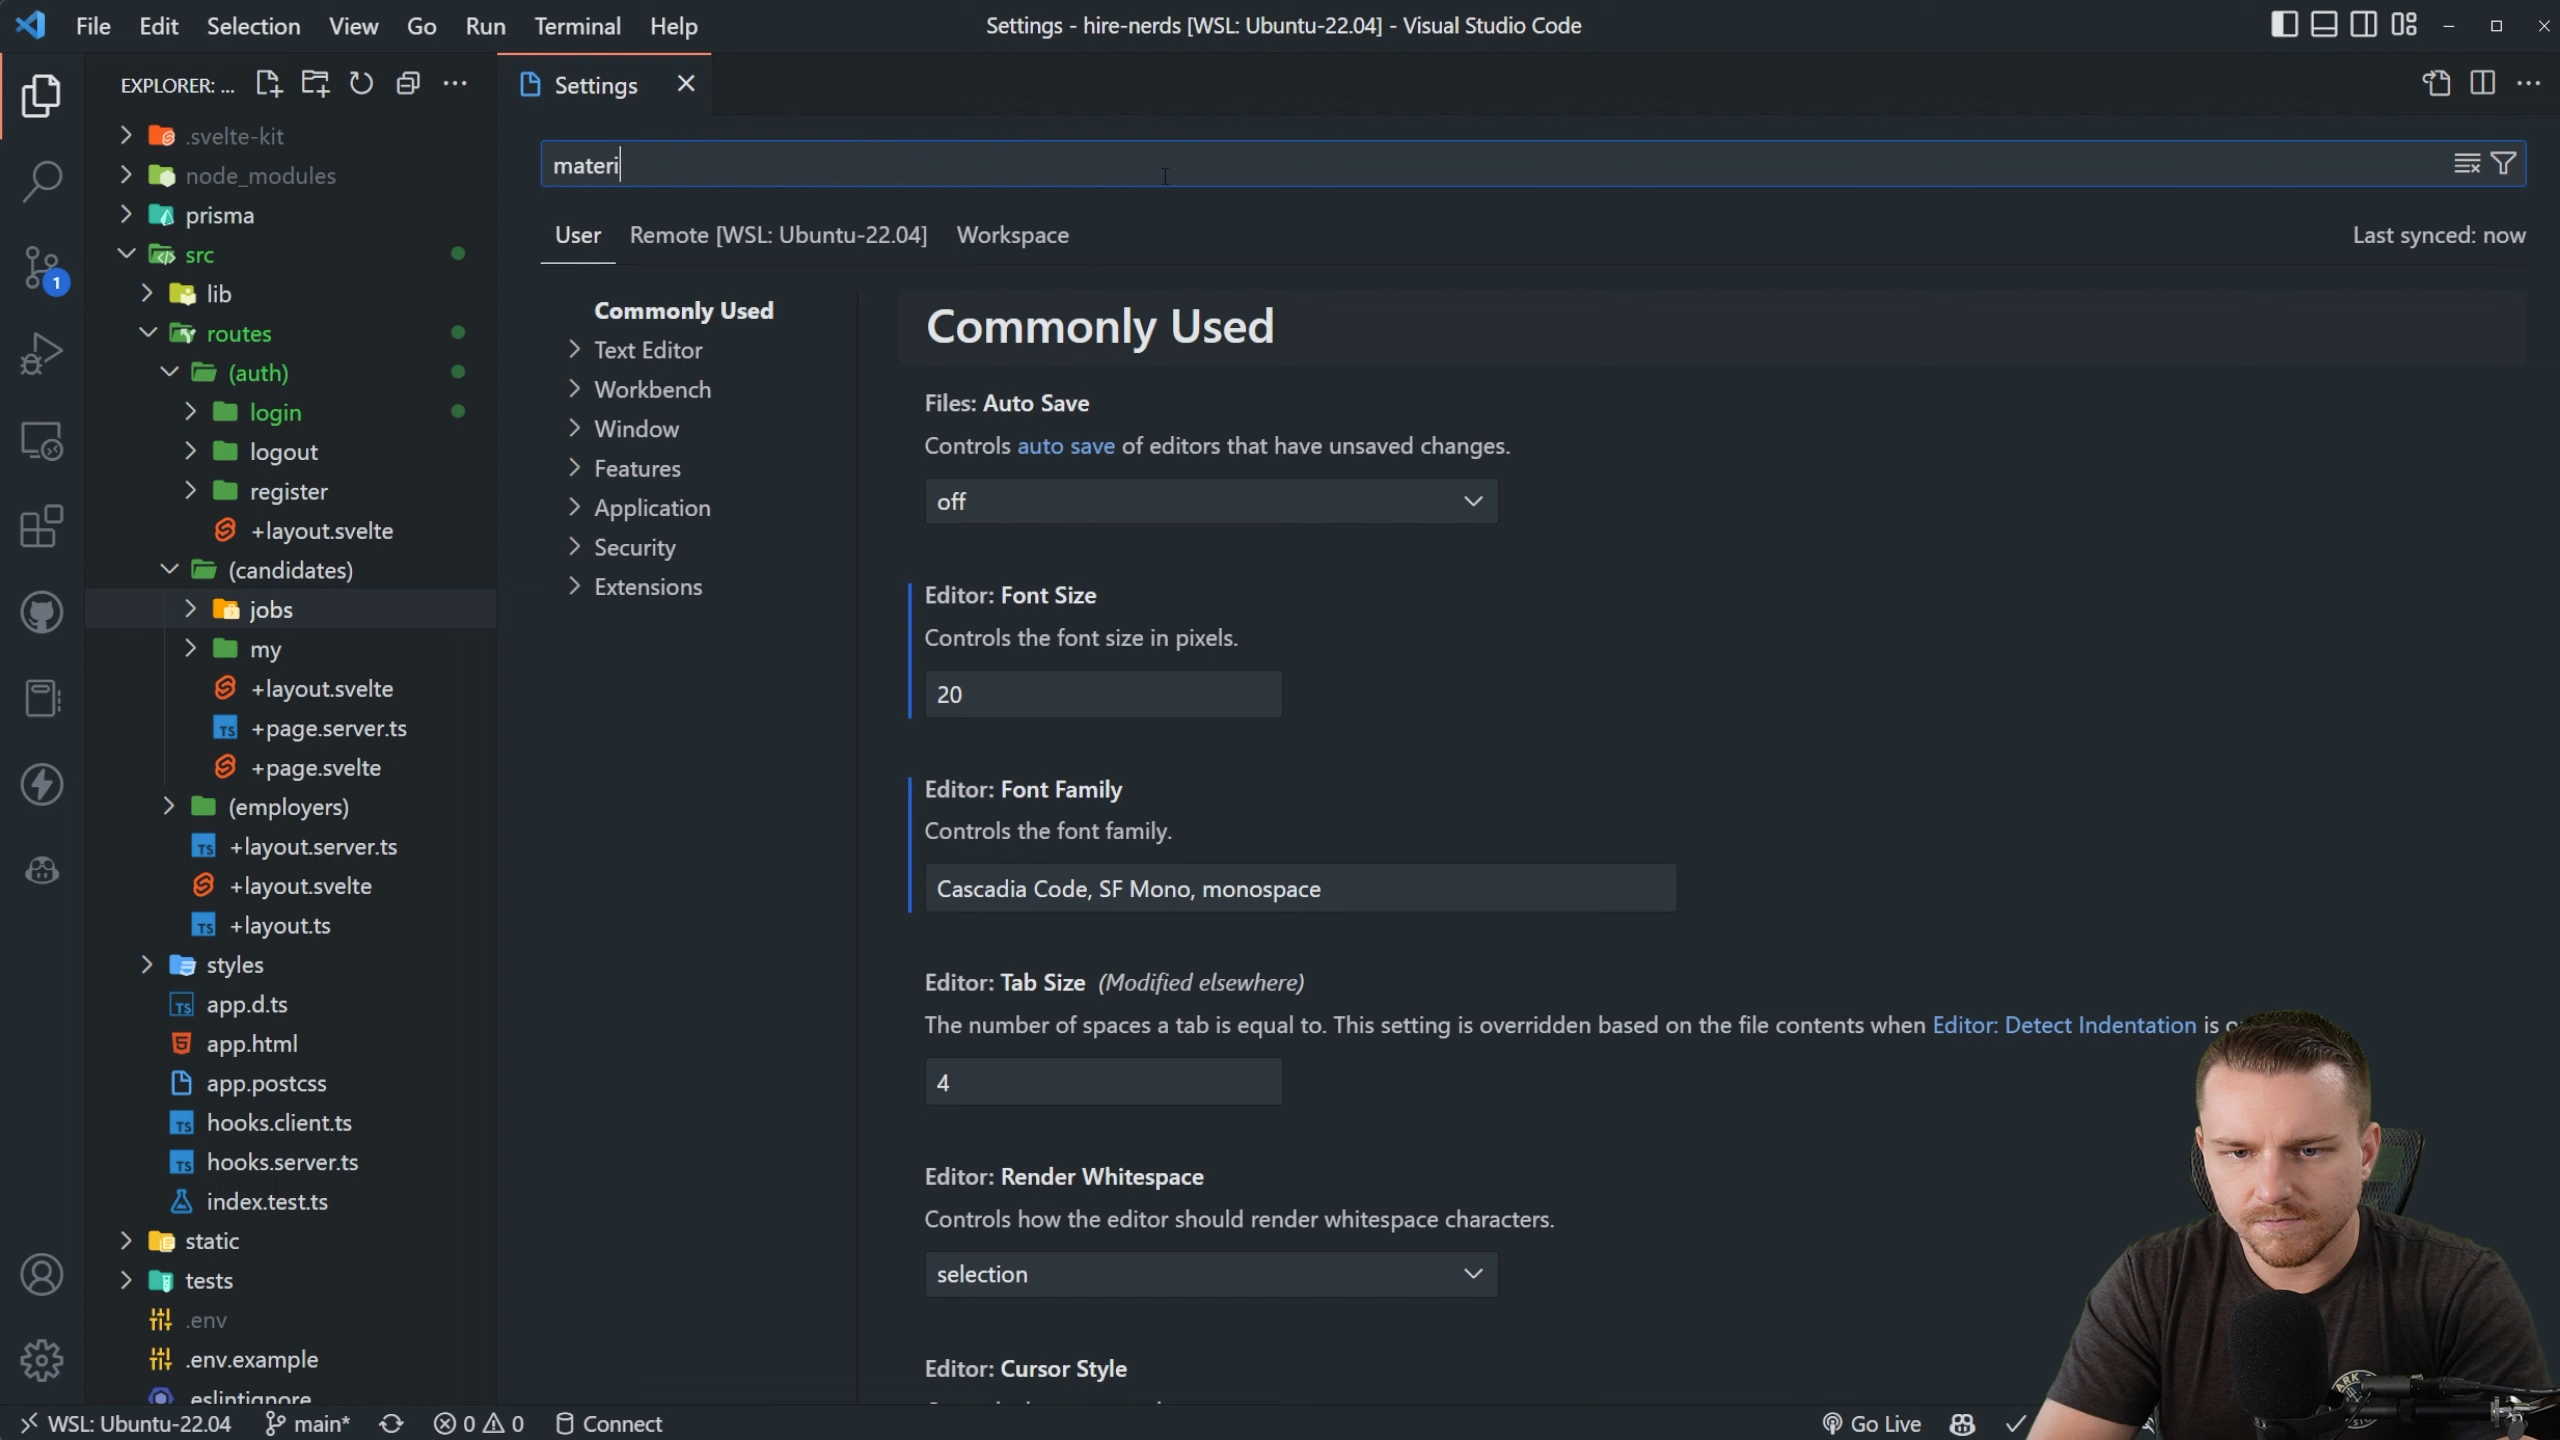 File Edit Selection View Go Run Terminal Help
Settings - hire-nerds [WSL: Ubuntu-22.04] - Visual Studio Code
EXPLORER: ...
.svelte-kit
node_modules
prisma
src
lib
routes
(auth)
login
logout
register
+layout.svelte
(candidates)
jobs
my
+layout.svelte
+page.server.ts
+page.svelte
(employers)
+layout.server.ts
+layout.svelte
+layout.ts
styles
app.d.ts
app.html
app.postcss
hooks.client.ts
hooks.server.ts
index.test.ts
static
tests
.env
.env.example
.eslintignore
1
Settings
materi
User Remote [WSL: Ubuntu-22.04] Workspace
Last synced: now
Commonly Used
Text Editor
Workbench
Window
Features
Application
Security
Extensions
Commonly Used
Files: Auto Save
Controls auto save of editors that have unsaved changes.
off
Editor: Font Size
Controls the font size in pixels.
20
Editor: Font Family
Controls the font family.
Cascadia Code, SF Mono, monospace
Editor: Tab Size (Modified elsewhere)
The number of spaces a tab is equal to. This setting is overridden based on the file contents when Editor: Detect Indentation is
4
Editor: Render Whitespace
Controls how the editor should render whitespace characters.
selection
Editor: Cursor Style
WSL: Ubuntu-22.04 main* 0 0 Connect
Go Live